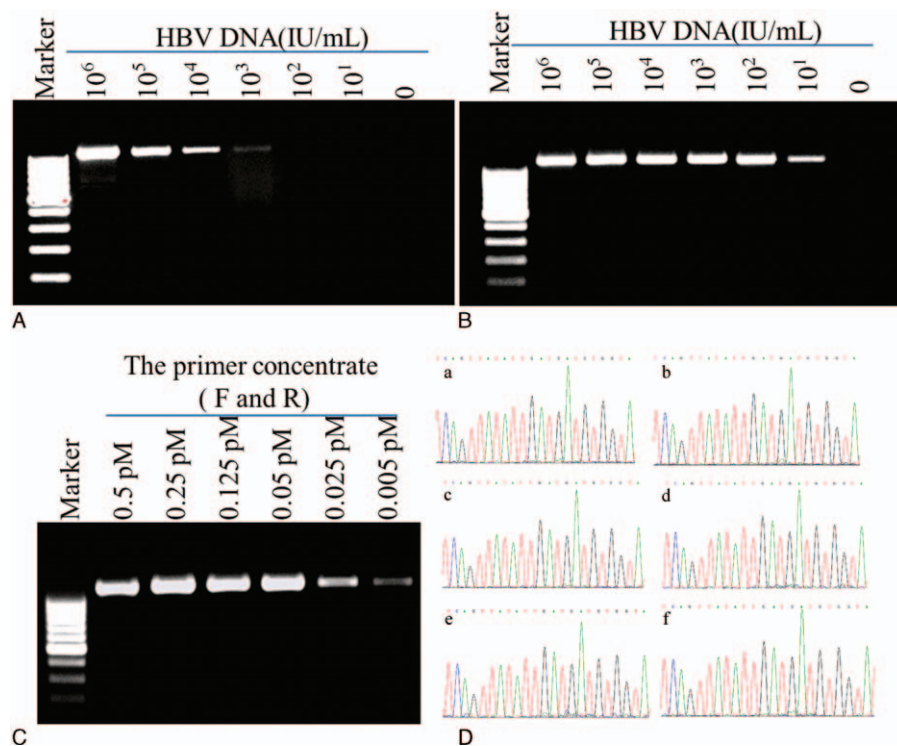 HBV DNA(IU/mL)
Marker 10⁶ 10⁵ 10⁴ 10³ 10² 10¹ 0
A
HBV DNA(IU/mL)
Marker 10⁶ 10⁵ 10⁴ 10³ 10² 10¹ 0
B
The primer concentrate
( F and R)
Marker 0.5 pM 0.25 pM 0.125 pM 0.05 pM 0.025 pM 0.005 pM
C
a
b
c
d
e
f
D